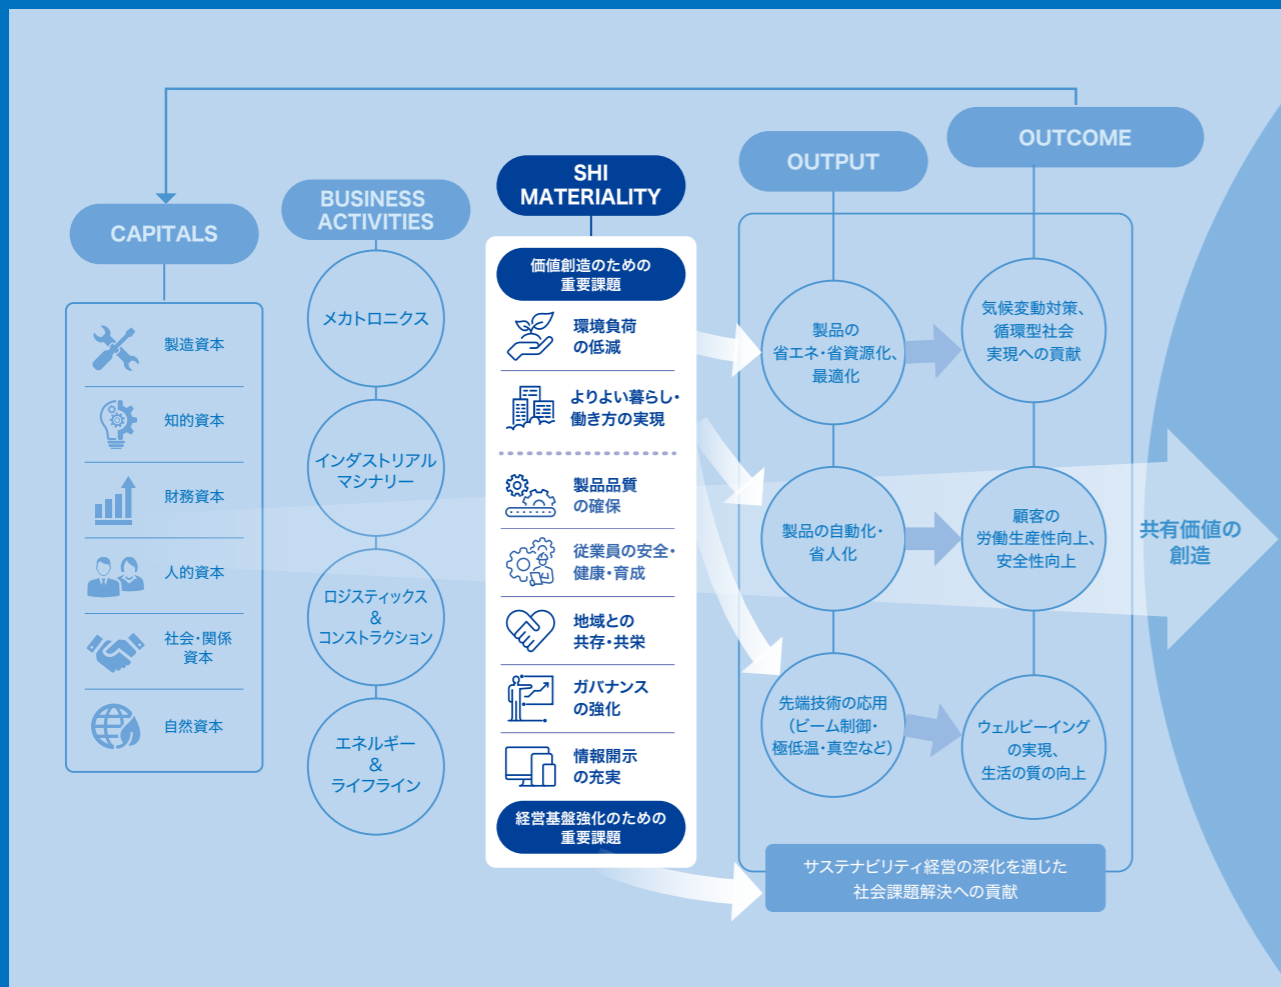 CAPITALS
製造資本
知的資本
財務資本
人的資本
社会・関係
資本
自然資本
BUSINESS
ACTIVITIES
メカトロニクス
インダストリアル
マシナリー
ロジスティックス
&
コンストラクション
エネルギー
&
ライフライン
SHI
MATERIALITY
価値創造のための
重要課題
環境負荷
の低減
よりよい暮らし・
働き方の実現
製品品質
の確保
従業員の安全・
健康・育成
地域との
共存・共栄
ガバナンス
の強化
情報開示
の充実
経営基盤強化のための
重要課題
OUTPUT
製品の
省エネ・省資源化、
最適化
製品の自動化・
省人化
先端技術の応用
(ビーム制御・
極低温・真空など)
OUTCOME
気候変動対策、
循環型社会
実現への貢献
顧客の
労働生産性向上、
安全性向上
ウェルビーイング
の実現、
生活の質の向上
サステナビリティ経営の深化を通じた
社会課題解決への貢献
共有価値の
創造